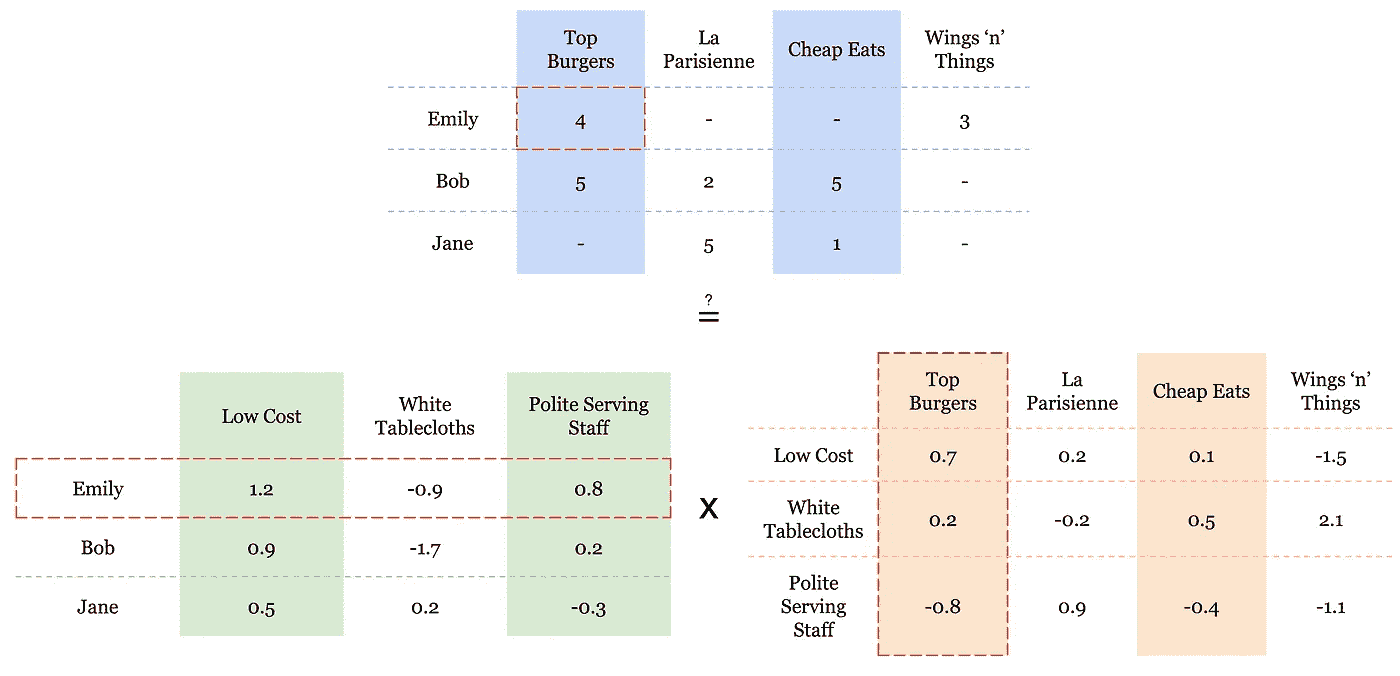 Top Burgers La Parisienne Cheap Eats Wings ‘n’ Things
Emily 4 - - 3
Bob 5 2 5 -
Jane - 5 1 -
?
=
Low Cost White Tablecloths Polite Serving Staff
Emily 1.2 -0.9 0.8
Bob 0.9 -1.7 0.2
Jane 0.5 0.2 -0.3
x
Top Burgers La Parisienne Cheap Eats Wings ‘n’ Things
Low Cost 0.7 0.2 0.1 -1.5
White Tablecloths 0.2 -0.2 0.5 2.1
Polite Serving Staff -0.8 0.9 -0.4 -1.1